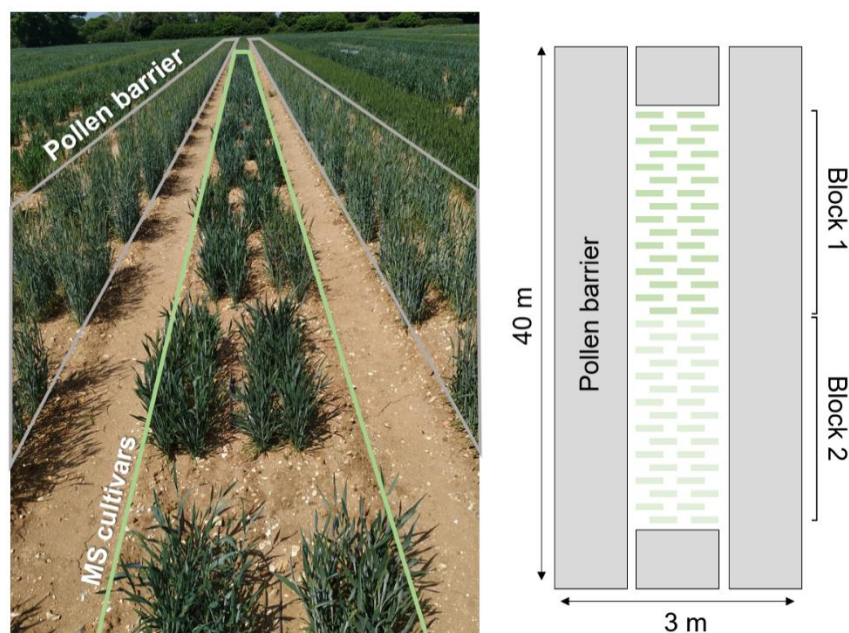 Pollen barrier
MS cultivars
40 m
Pollen barrier
Block 1
Block 2
3 m